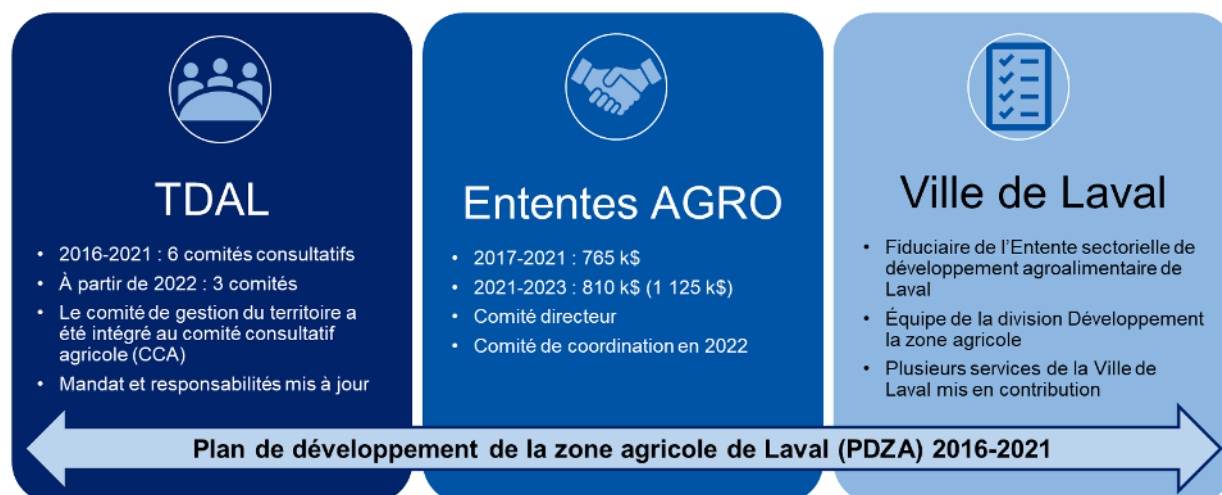 TDAL
• 2016-2021 : 6 comités consultatifs
• À partir de 2022 : 3 comités
• Le comité de gestion du territoire a
été intégré au comité consultatif
agricole (CCA)
• Mandat et responsabilités mis à jour
Ententes AGRO
• 2017-2021 : 765 k$
• 2021-2023 : 810 k$ (1 125 k$)
• Comité directeur
• Comité de coordination en 2022
Ville de Laval
• Fiduciaire de l'Entente sectorielle de
développement agroalimentaire de
Laval
• Équipe de la division Développement
la zone agricole
• Plusieurs services de la Ville de
Laval mis en contribution
Plan de développement de la zone agricole de Laval (PDZA) 2016-2021